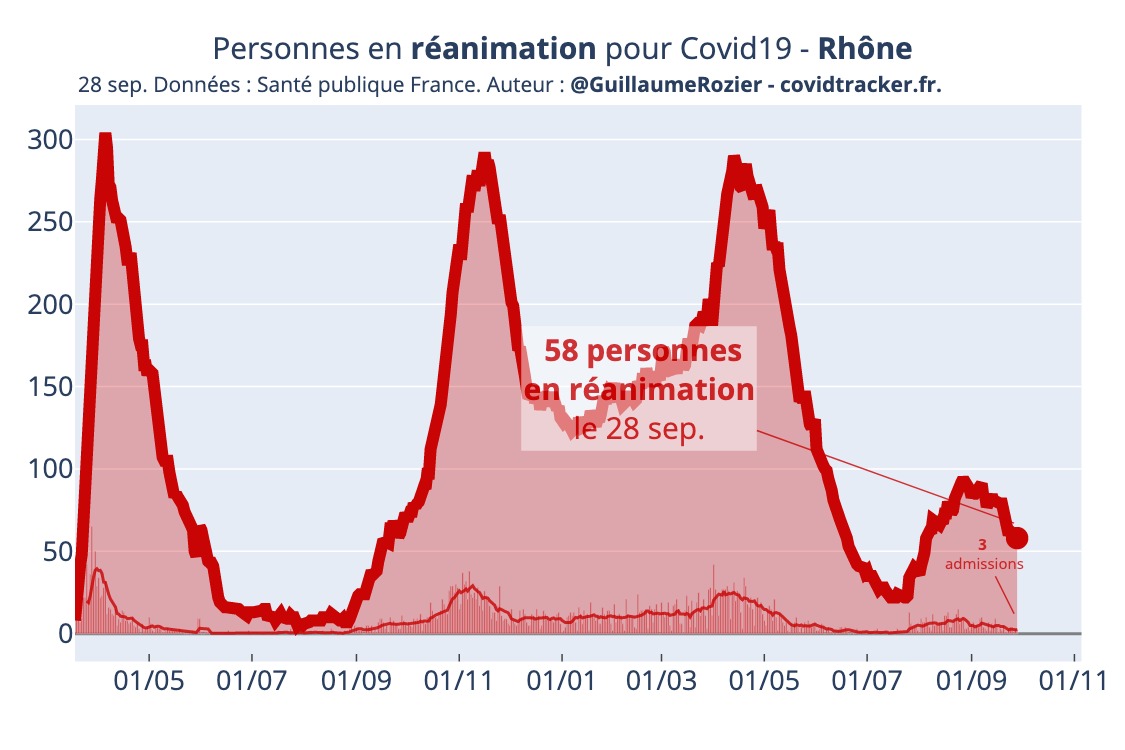 Personnes en réanimation pour Covid19 - Rhône
28 sep. Données : Santé publique France. Auteur : @GuillaumeRozier - covidtracker.fr.
300
250
200
150
100
50
0
58 personnes
en réanimation
le 28 sep.
3
admissions
01/05 01/07 01/09 01/11 01/01 01/03 01/05 01/07 01/09 01/11